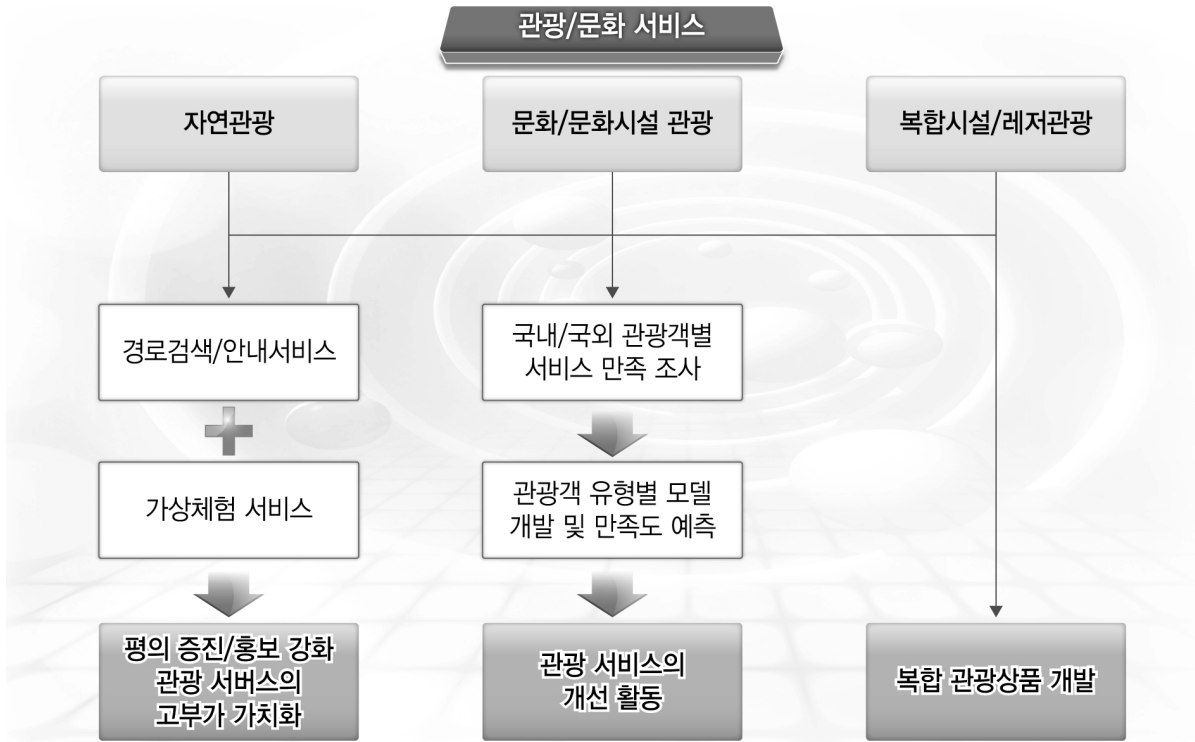 관광/문화 서비스
자연관광
문화/문화시설 관광
복합시설/레저관광
경로검색/안내서비스
국내/국외 관광객별
서비스 만족 조사
가상체험 서비스
관광객 유형별 모델
개발 및 만족도 예측
평의 증진/홍보 강화
관광 서버스의
고부가 가치화
관광 서비스의
개선 활동
복합 관광상품 개발